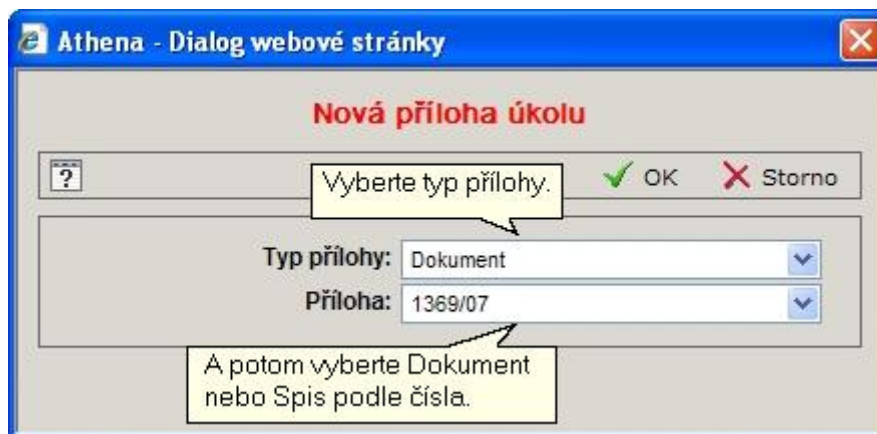 Athena - Dialog webové stránky
Nová příloha úkolu
Vyberte typ přílohy.
OK
Storno
Typ přílohy: Dokument
Příloha: 1369/07
A potom vyberte Dokument
nebo Spis podle čísla.